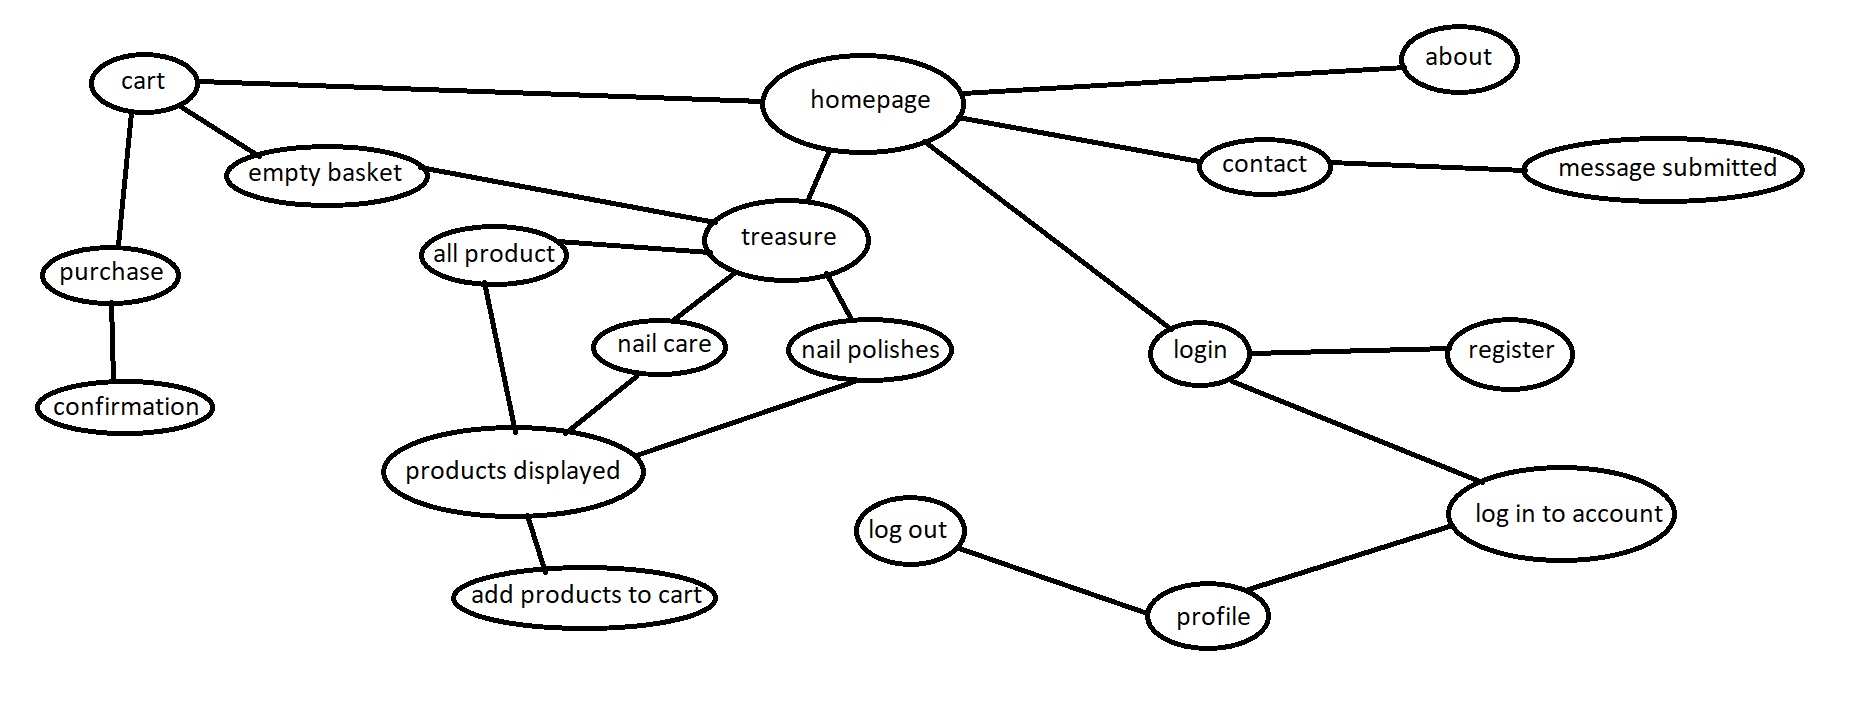 about
cart
homepage
contact
message submitted
empty basket
treasure
all product
purchase
nail care
nail polishes
login
register
confirmation
products displayed
log in to account
log out
add products to cart
profile